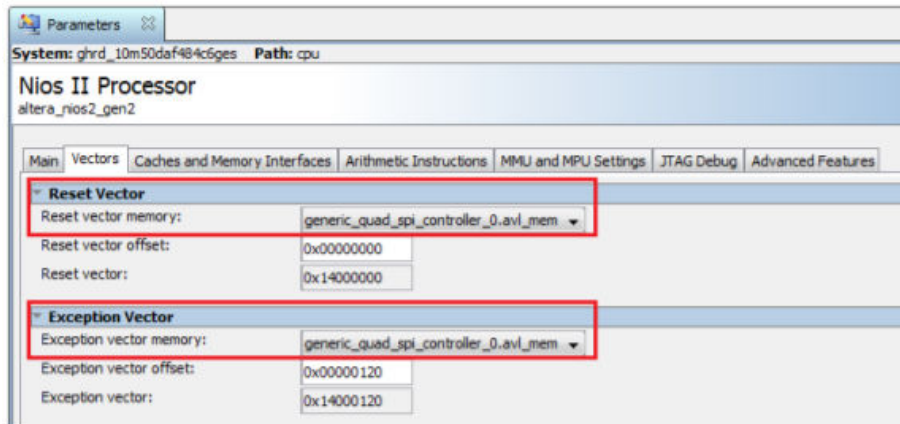 Parameters
System: ghrd_10m50daf484c6ges Path: cpu
Nios II Processor
altera_nios2_gen2
Main Vectors Caches and Memory Interfaces Arithmetic Instructions MMU and MPU Settings JTAG Debug Advanced Features
Reset Vector
Reset vector memory: generic_quad_spi_controller_0.avl_mem
Reset vector offset: 0x00000000
Reset vector: 0x14000000
Exception Vector
Exception vector memory: generic_quad_spi_controller_0.avl_mem
Exception vector offset: 0x00000120
Exception vector: 0x14000120